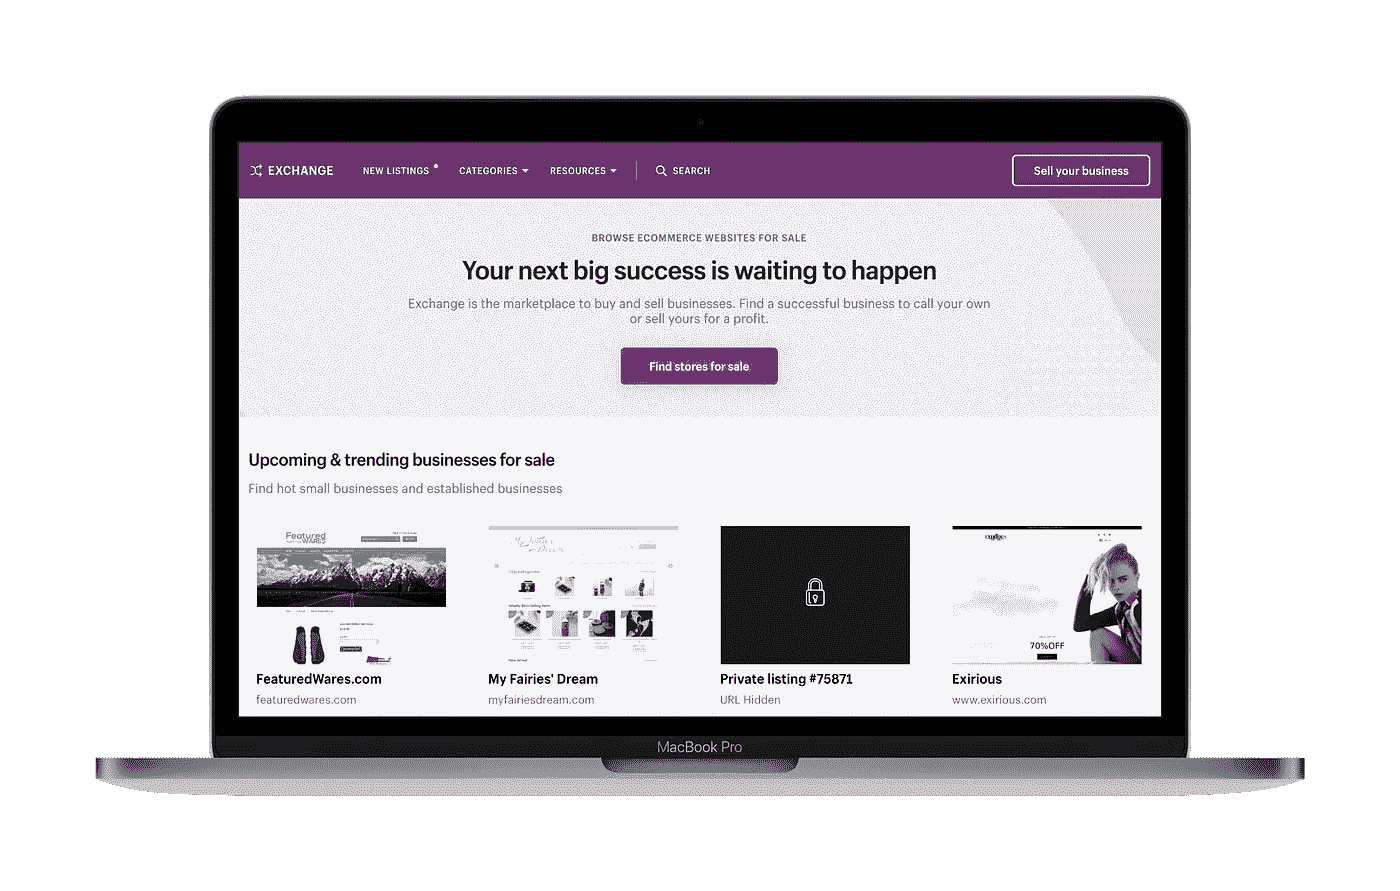 EXCHANGE
NEW LISTINGS
CATEGORIES
RESOURCES
SEARCH
Sell your business
BROWSE ECOMMERCE WEBSITES FOR SALE
Your next big success is waiting to happen
Exchange is the marketplace to buy and sell businesses. Find a successful business to call your own
or sell yours for a profit.
Find stores for sale
Upcoming & trending businesses for sale
Find hot small businesses and established businesses
Featured
WARES
My Fairies'
Dream
70%OFF
FeaturedWares.com
My Fairies' Dream
Private listing #75871
Exirious
featuredwares.com
myfairiesdream.com
URL Hidden
www.exirious.com
MacBook Pro